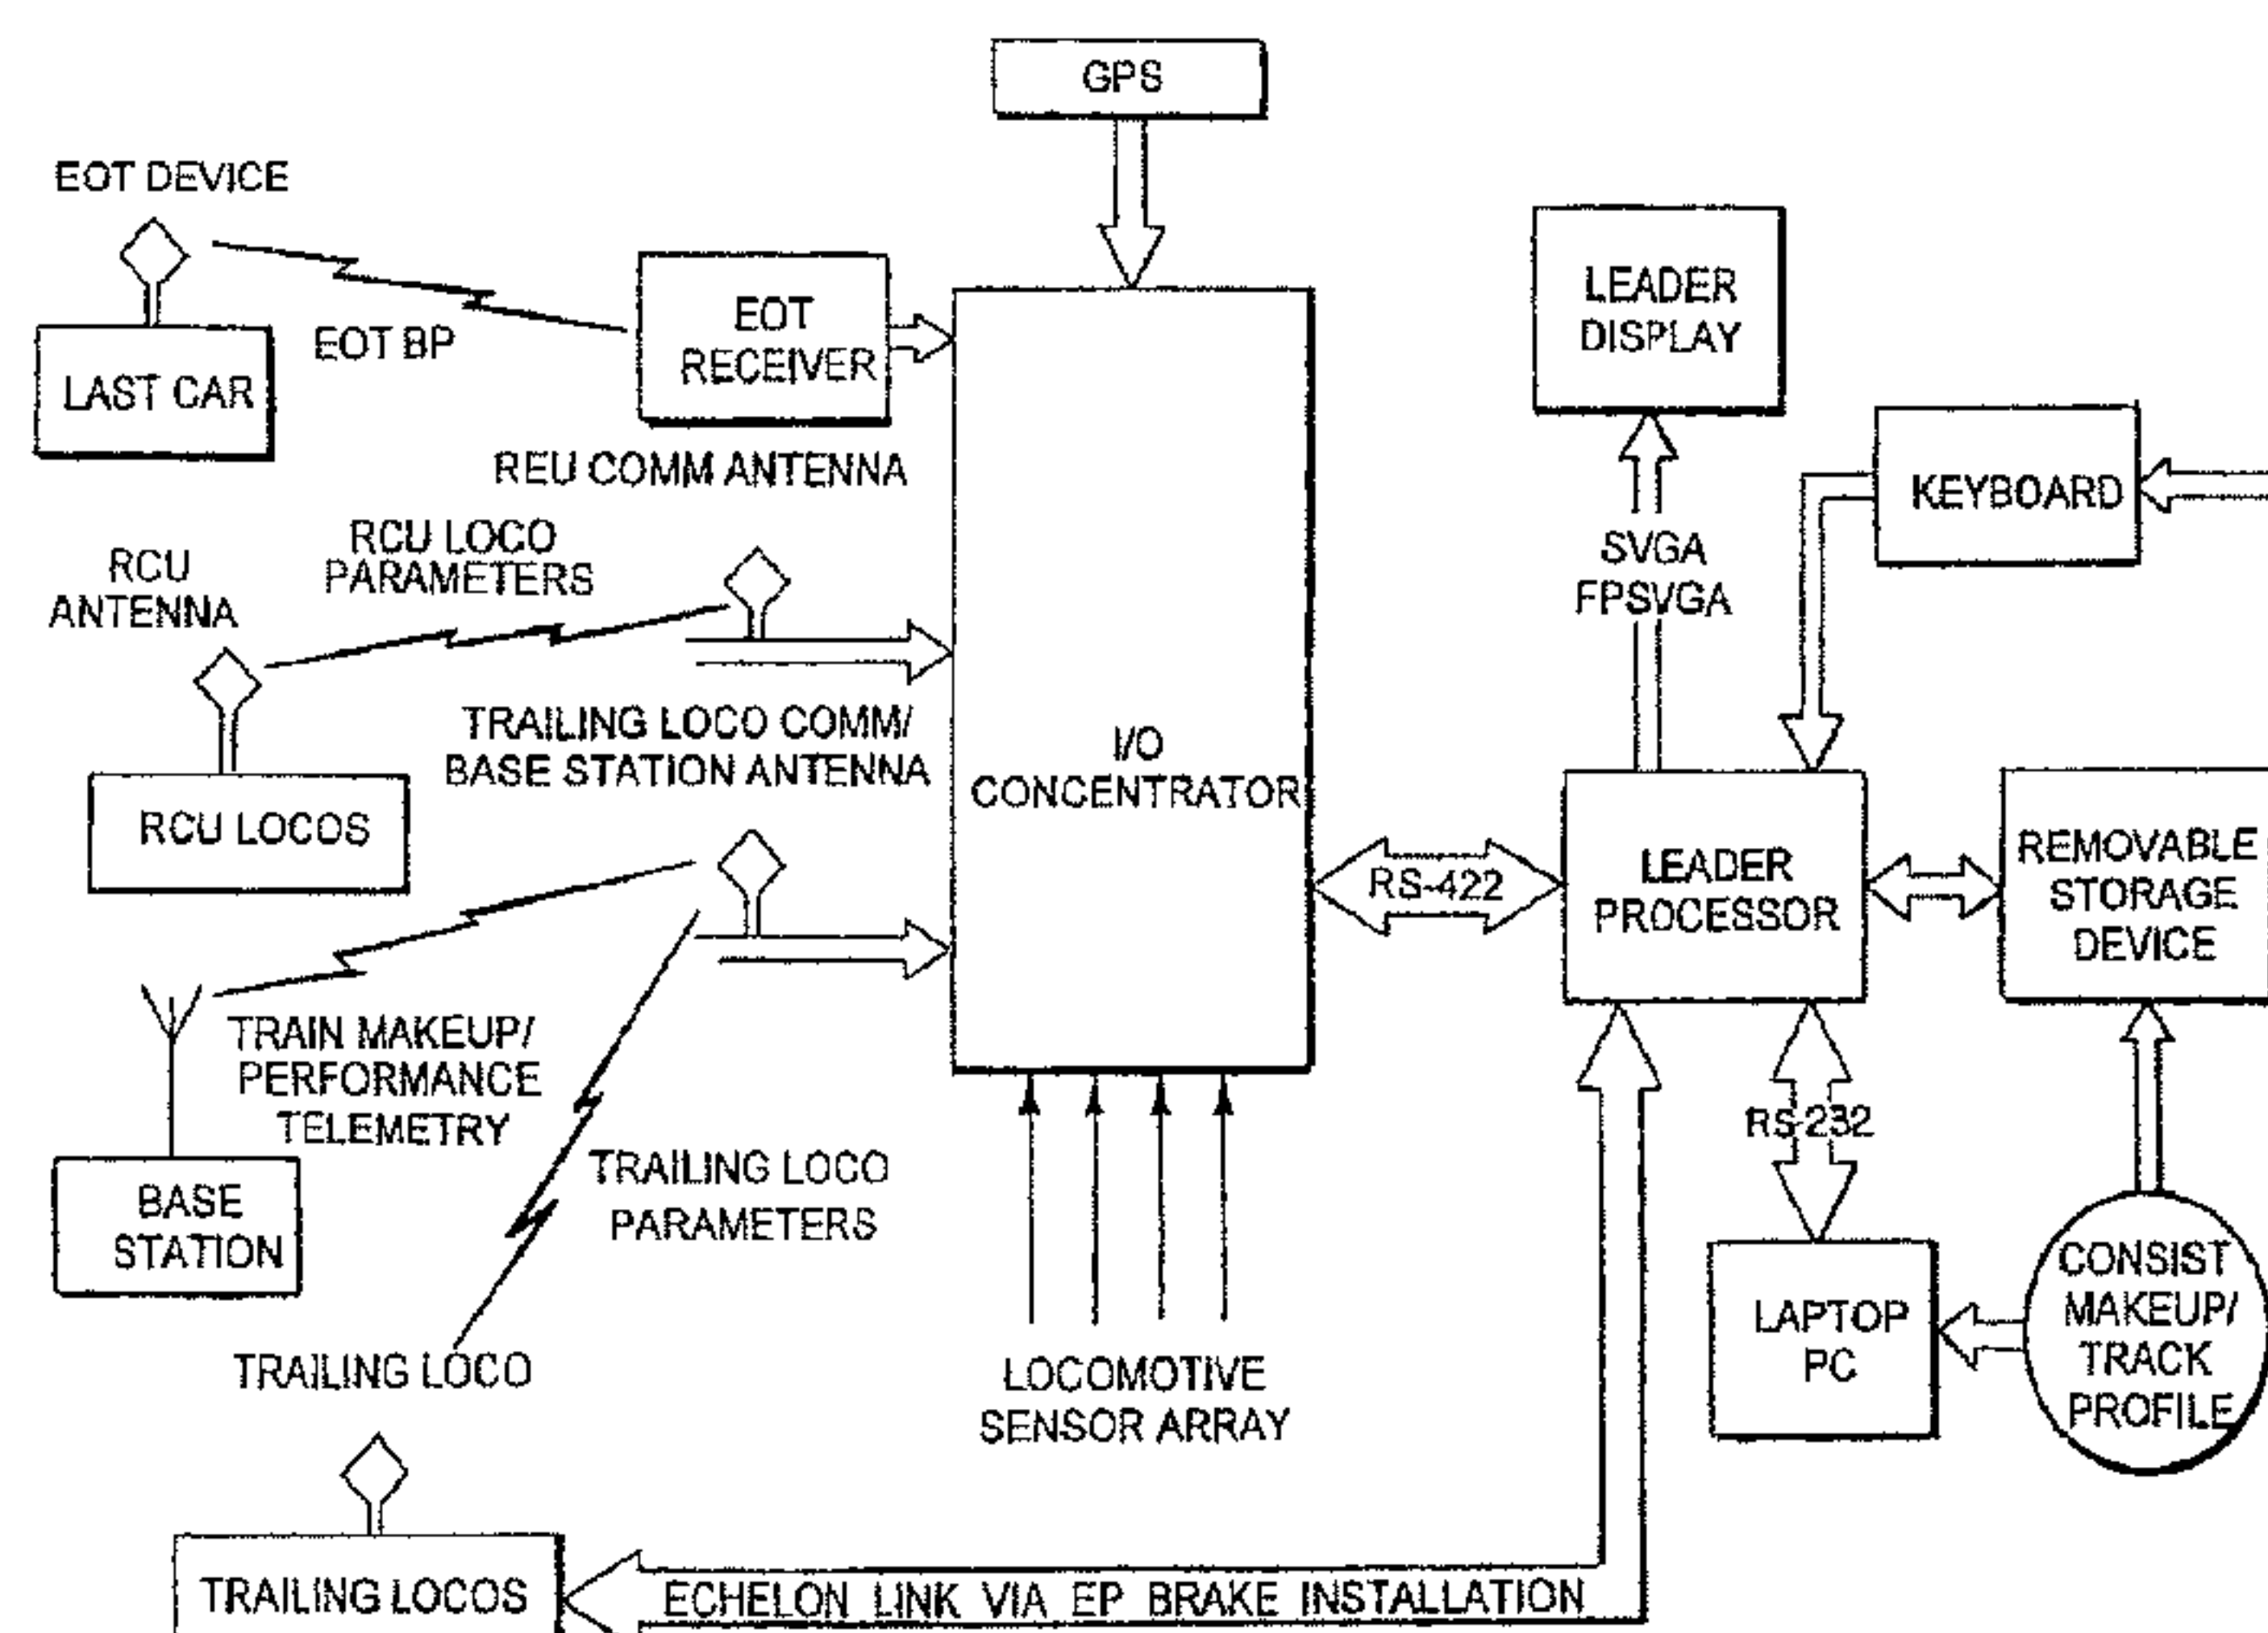 GPS
EOT DEVICE
EOT BP
LAST CAR
EOT
RECEIVER
LEADER
DISPLAY
KEYBOARD
REU COMM ANTENNA
RCU LOCO
PARAMETERS
RCU
ANTENNA
SVGA
FPSVGA
TRAILING LOCO COMM/
BASE STATION ANTENNA
RCU LOCOS
I/O
CONCENTRATOR
RS-422
LEADER
PROCESSOR
REMOVABLE
STORAGE
DEVICE
TRAIN MAKEUP/
PERFORMANCE
TELEMETRY
BASE
STATION
TRAILING LOCO
PARAMETERS
RS-232
LAPTOP
PC
CONSIST
MAKEUP/
TRACK
PROFILE
TRAILING LOCO
LOCOMOTIVE
SENSOR ARRAY
TRAILING LOCOS
ECHELON LINK VIA EP BRAKE INSTALLATION